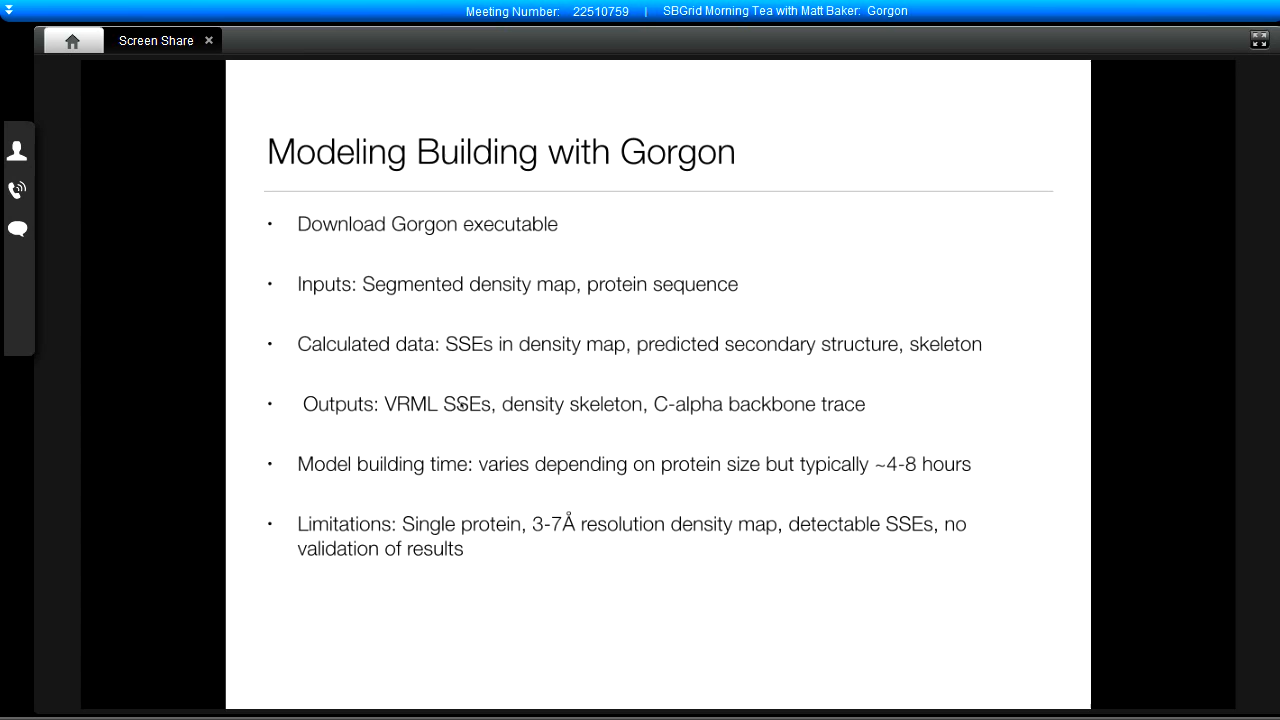 Meeting Number: 22510759 | SBGrid Morning Tea with Matt Baker: Gorgon
Screen Share
Modeling Building with Gorgon
• Download Gorgon executable
• Inputs: Segmented density map, protein sequence
• Calculated data: SSEs in density map, predicted secondary structure, skeleton
• Outputs: VRML SSEs, density skeleton, C-alpha backbone trace
• Model building time: varies depending on protein size but typically ~4-8 hours
• Limitations: Single protein, 3-7Å resolution density map, detectable SSEs, no
validation of results